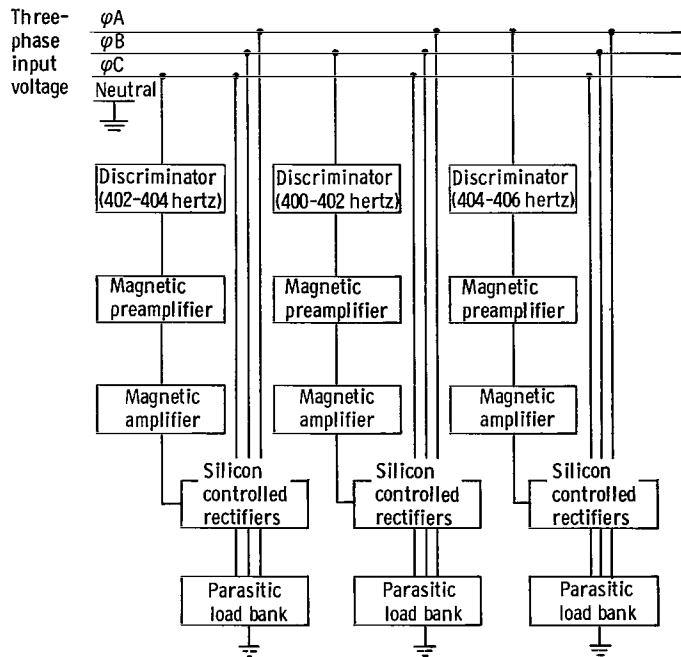 Three-
phase
input
voltage
φA
φB
φC
Neutral
Discriminator
(402-404 hertz)
Discriminator
(400-402 hertz)
Discriminator
(404-406 hertz)
Magnetic
preamplifier
Magnetic
preamplifier
Magnetic
preamplifier
Magnetic
amplifier
Magnetic
amplifier
Magnetic
amplifier
Silicon
controlled
rectifiers
Silicon
controlled
rectifiers
Silicon
controlled
rectifiers
Parasitic
load bank
Parasitic
load bank
Parasitic
load bank